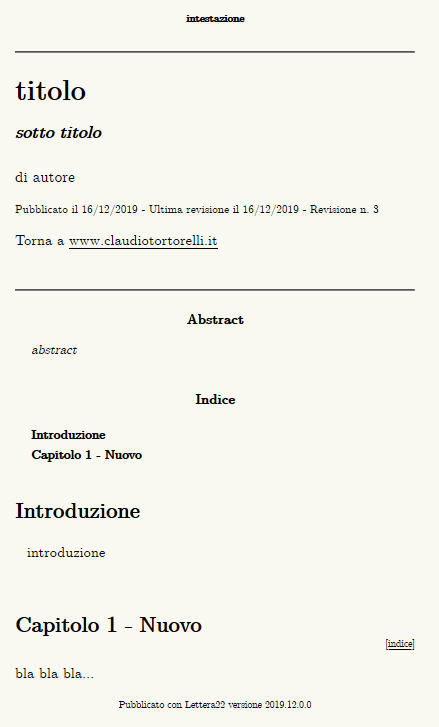 intestazione
titolo
sotto titolo
di autore
Pubblicato il 16/12/2019 - Ultima revisione il 16/12/2019 - Revisione n. 3
Torna a www.claudiotortorelli.it
Abstract
abstract
Indice
Introduzione
Capitolo 1 - Nuovo
Introduzione
introduzione
Capitolo 1 - Nuovo
[indice]
bla bla bla...
Pubblicato con Lettera22 versione 2019.12.0.0